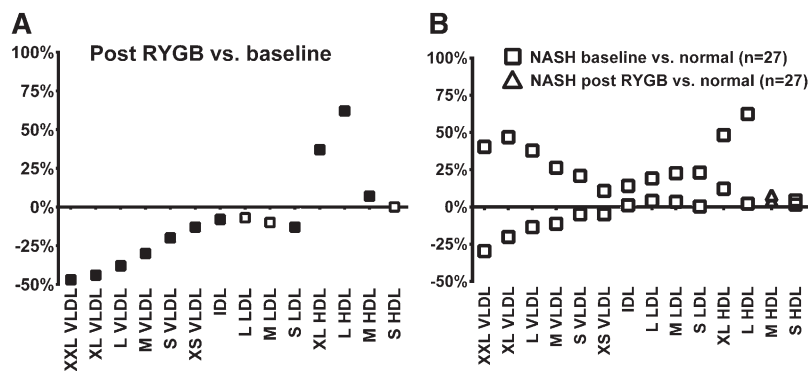 A
Post RYGB vs. baseline
100%
75%
50%
25%
0%
-25%
-50%
XXL VLDL
XL VLDL
L VLDL
M VLDL
S VLDL
XS VLDL
IDL
L LDL
M LDL
S LDL
XL HDL
L HDL
M HDL
S HDL
B
NASH baseline vs. normal (n=27)
NASH post RYGB vs. normal (n=27)
100%
75%
50%
25%
0%
-25%
-50%
XXL VLDL
XL VLDL
L VLDL
M VLDL
S VLDL
XS VLDL
IDL
L LDL
M LDL
S LDL
XL HDL
L HDL
M HDL
S HDL